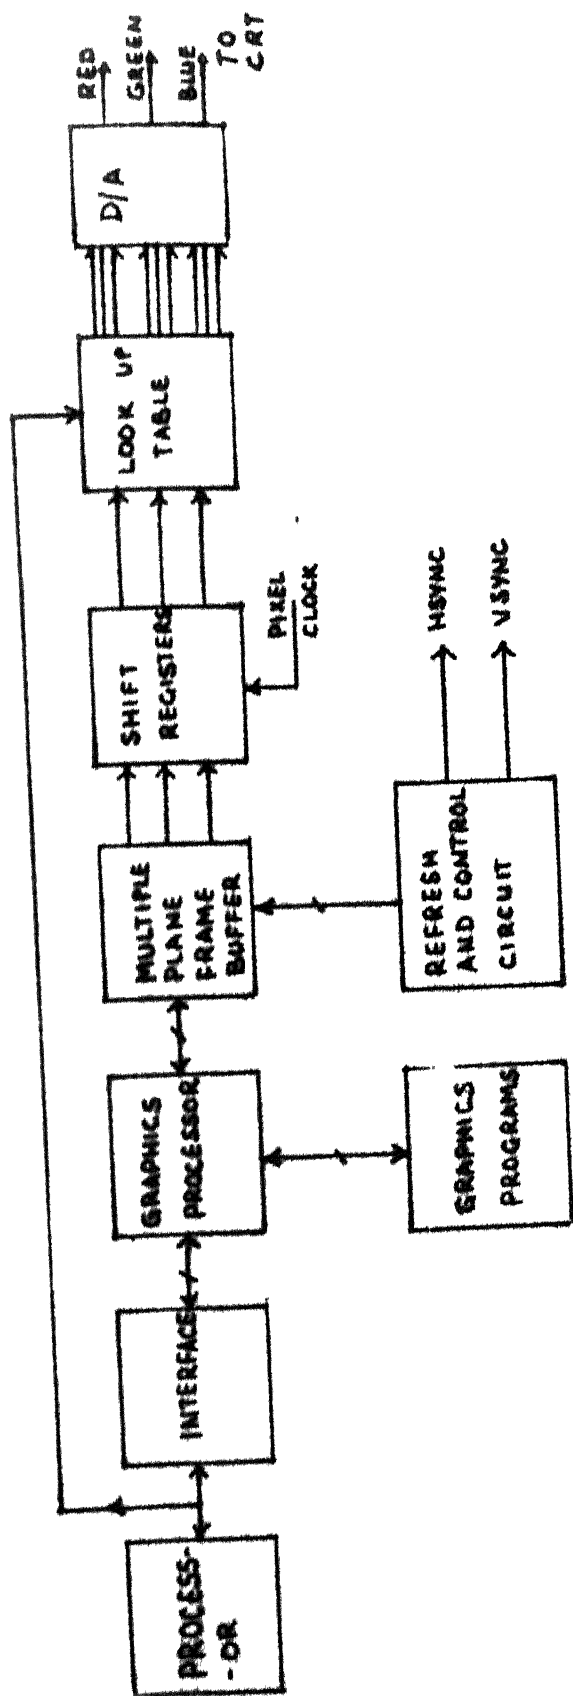 PROCESS-
-OR
INTERFACE
GRAPHICS
PROCESSOR
GRAPHICS
PROGRAMS
MULTIPLE
PLANE
FRAME
BUFFER
REFRESH
AND CONTROL
CIRCUIT
HSYNC
VSYNC
SHIFT
REGISTERS
PIXEL
CLOCK
LOOK UP
TABLE
D/A
RED
GREEN
BLUE
TO
CRT